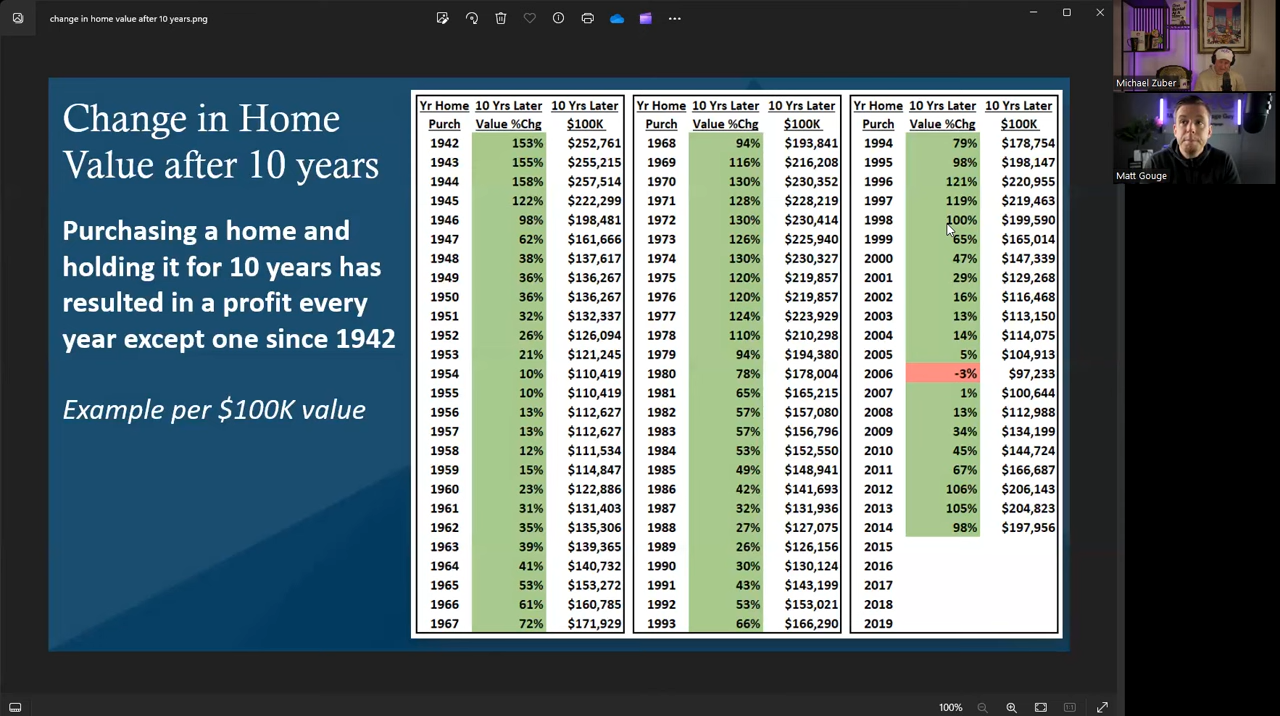 change in home value after 10 years.png
Michael Zuber
Matt Gouge
Change in Home
Value after 10 years
Purchasing a home and
holding it for 10 years has
resulted in a profit every
year except one since 1942
Example per $100K value
Yr Home 10 Yrs Later 10 Yrs Later
Purch Value %Chg $100K
1942 153% $252,761
1943 155% $255,215
1944 158% $257,514
1945 122% $222,299
1946 98% $198,481
1947 62% $161,666
1948 38% $137,617
1949 36% $136,267
1950 36% $136,267
1951 32% $132,337
1952 26% $126,094
1953 21% $121,245
1954 10% $110,419
1955 10% $110,419
1956 13% $112,627
1957 13% $112,627
1958 12% $111,534
1959 15% $114,847
1960 23% $122,886
1961 31% $131,403
1962 35% $135,306
1963 39% $139,365
1964 41% $140,732
1965 53% $153,272
1966 61% $160,785
1967 72% $171,929
Yr Home 10 Yrs Later 10 Yrs Later
Purch Value %Chg $100K
1968 94% $193,841
1969 116% $216,208
1970 130% $230,352
1971 128% $228,219
1972 130% $230,414
1973 126% $225,940
1974 130% $230,327
1975 120% $219,857
1976 120% $219,857
1977 124% $223,929
1978 110% $210,298
1979 94% $194,380
1980 78% $178,004
1981 65% $165,215
1982 57% $157,080
1983 57% $156,796
1984 53% $152,550
1985 49% $148,941
1986 42% $141,693
1987 32% $131,936
1988 27% $127,075
1989 26% $126,156
1990 30% $130,124
1991 43% $143,199
1992 53% $153,021
1993 66% $166,290
Yr Home 10 Yrs Later 10 Yrs Later
Purch Value %Chg $100K
1994 79% $178,754
1995 98% $198,147
1996 121% $220,955
1997 119% $219,463
1998 100% $199,590
1999 65% $165,014
2000 47% $147,339
2001 29% $129,268
2002 16% $116,468
2003 13% $113,150
2004 14% $114,075
2005 5% $104,913
2006 -3% $97,233
2007 1% $100,644
2008 13% $112,988
2009 34% $134,199
2010 45% $144,724
2011 67% $166,687
2012 106% $206,143
2013 105% $204,823
2014 98% $197,956
2015
2016
2017
2018
2019
100%